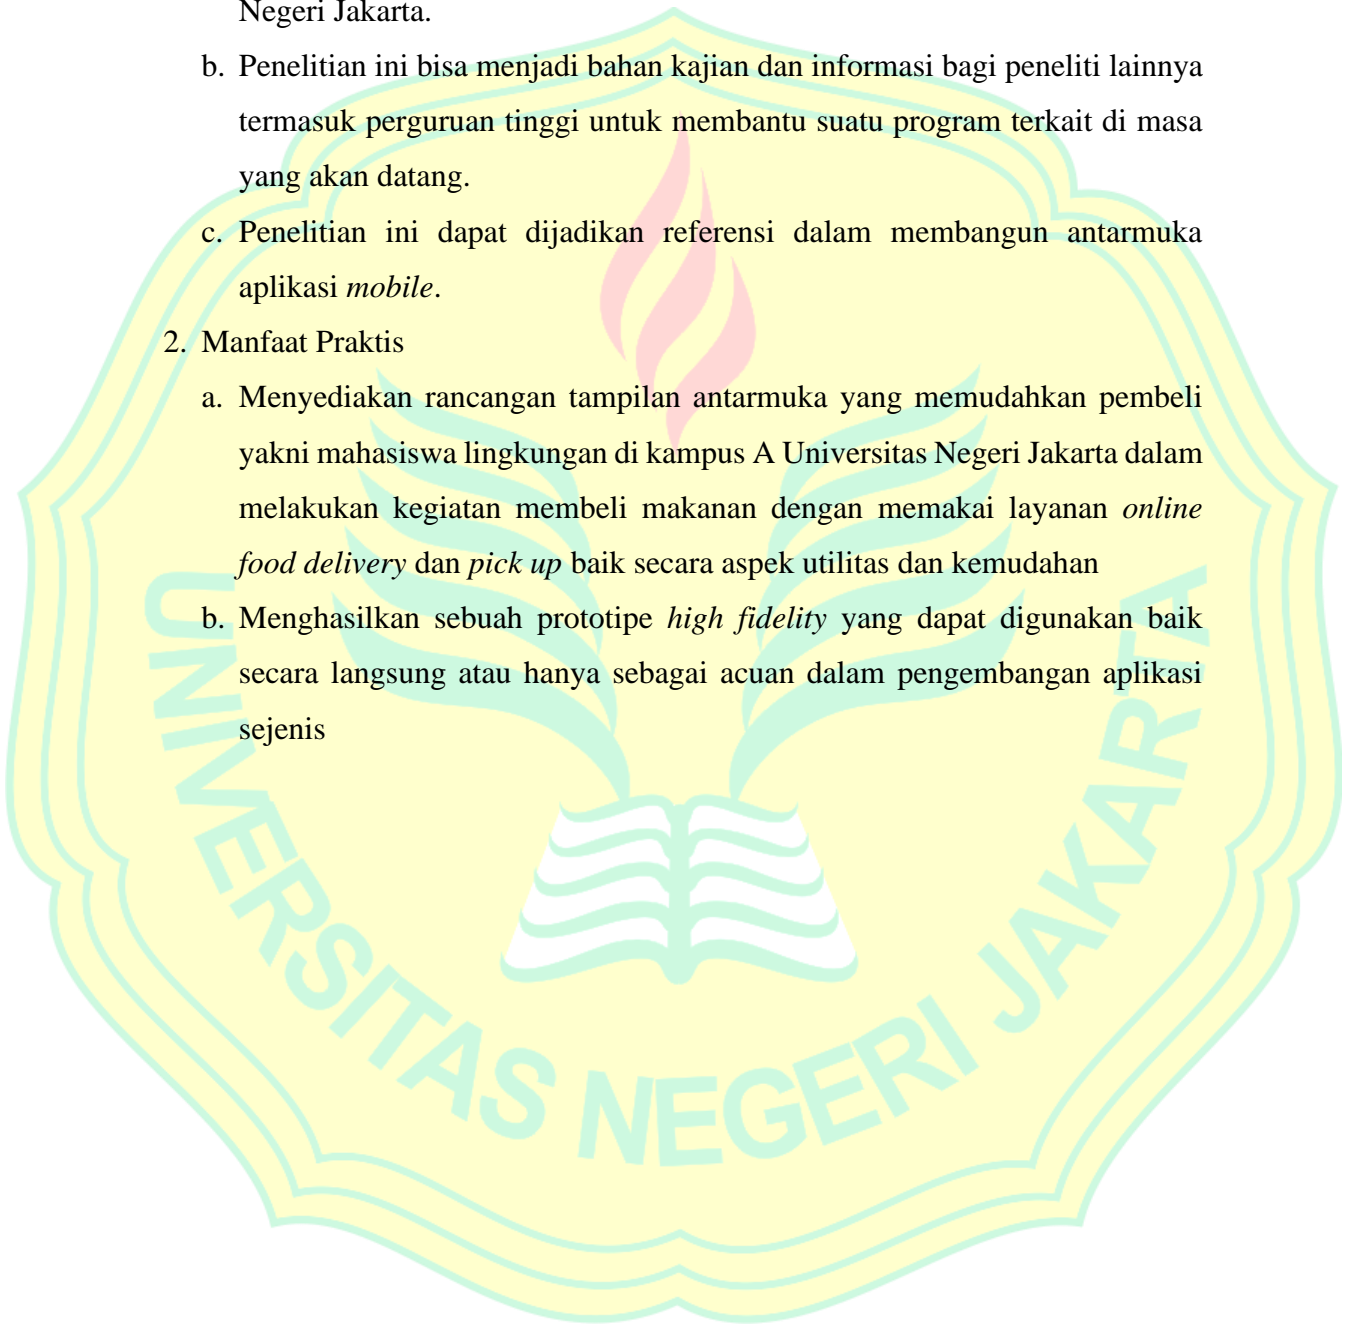 Negeri Jakarta.
b. Penelitian ini bisa menjadi bahan kajian dan informasi bagi peneliti lainnya
termasuk perguruan tinggi untuk membantu suatu program terkait di masa
yang akan datang.
c. Penelitian ini dapat dijadikan referensi dalam membangun antarmuka
aplikasi mobile.
2. Manfaat Praktis
a. Menyediakan rancangan tampilan antarmuka yang memudahkan pembeli
yakni mahasiswa lingkungan di kampus A Universitas Negeri Jakarta dalam
melakukan kegiatan membeli makanan dengan memakai layanan online
food delivery dan pick up baik secara aspek utilitas dan kemudahan
b. Menghasilkan sebuah prototipe high fidelity yang dapat digunakan baik
secara langsung atau hanya sebagai acuan dalam pengembangan aplikasi
sejenis
UNIVERSITAS NEGERI JAKARTA